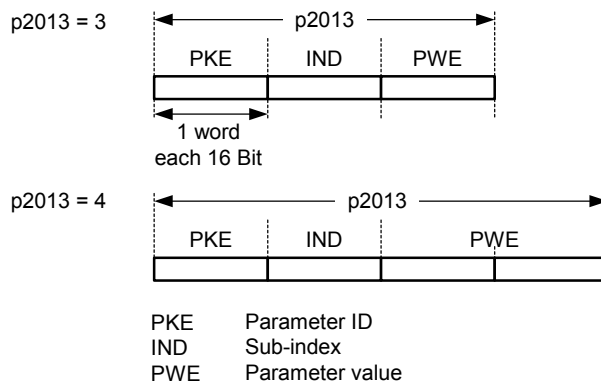 p2013 = 3
p2013
PKE IND PWE
1 word
each 16 Bit
p2013 = 4
p2013
PKE IND PWE
PKE Parameter ID
IND Sub-index
PWE Parameter value